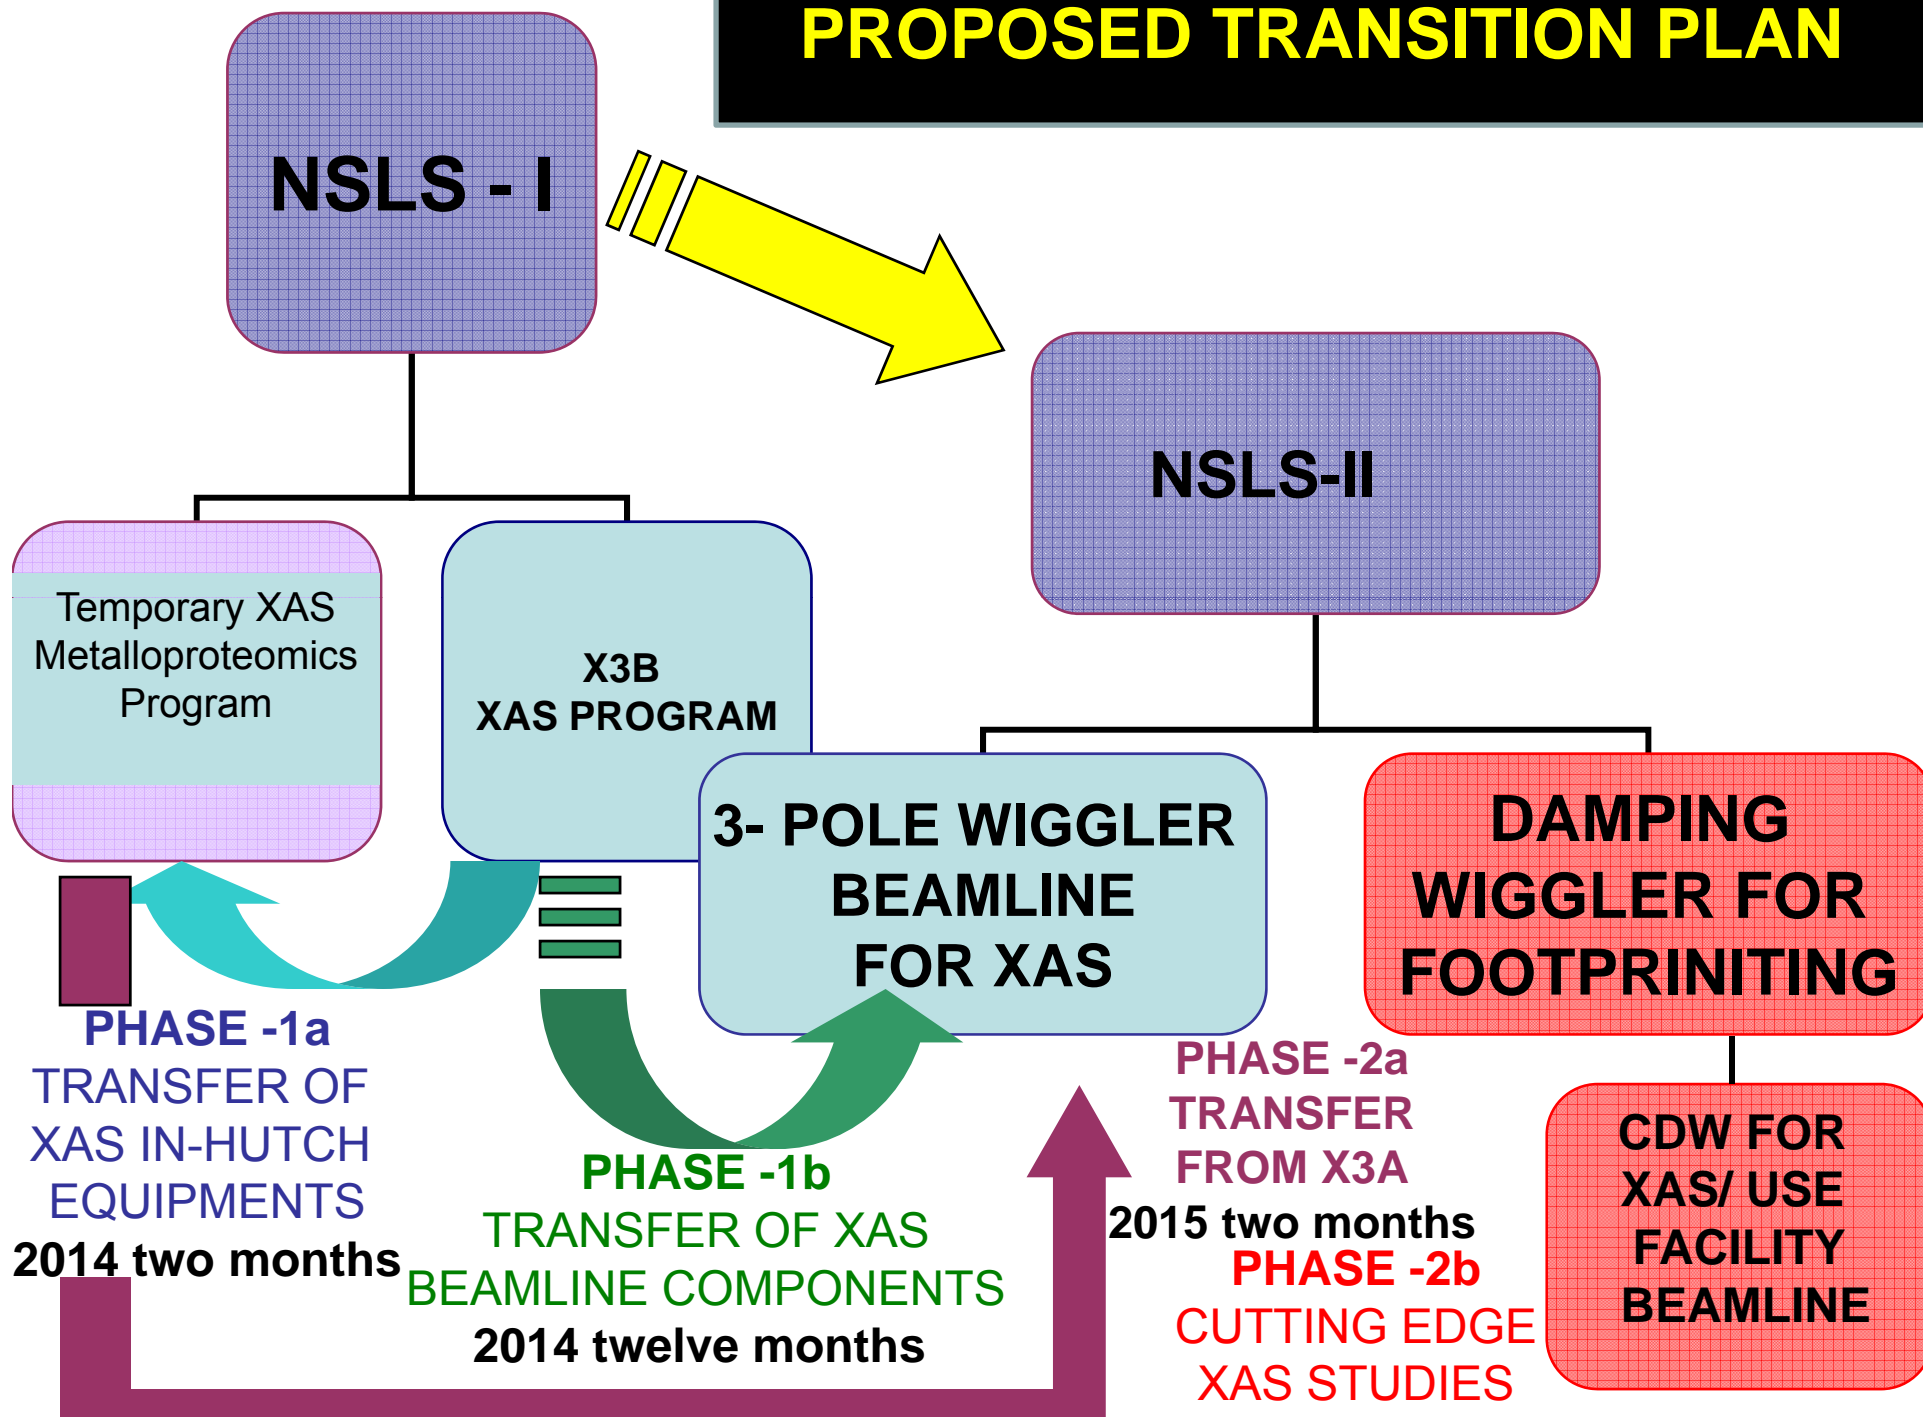 PROPOSED TRANSITION PLAN
NSLS - I
NSLS-II
Temporary XAS
Metalloproteomics
Program
X3B
XAS PROGRAM
3- POLE WIGGLER
BEAMLINE
FOR XAS
DAMPING
WIGGLER FOR
FOOTPRINITING
PHASE -1a
TRANSFER OF
XAS IN-HUTCH
EQUIPMENTS
2014 two months
PHASE -1b
TRANSFER OF XAS
BEAMLINE COMPONENTS
2014 twelve months
PHASE -2a
TRANSFER
FROM X3A
2015 two months
PHASE -2b
CUTTING EDGE
XAS STUDIES
CDW FOR
XAS/ USE
FACILITY
BEAMLINE